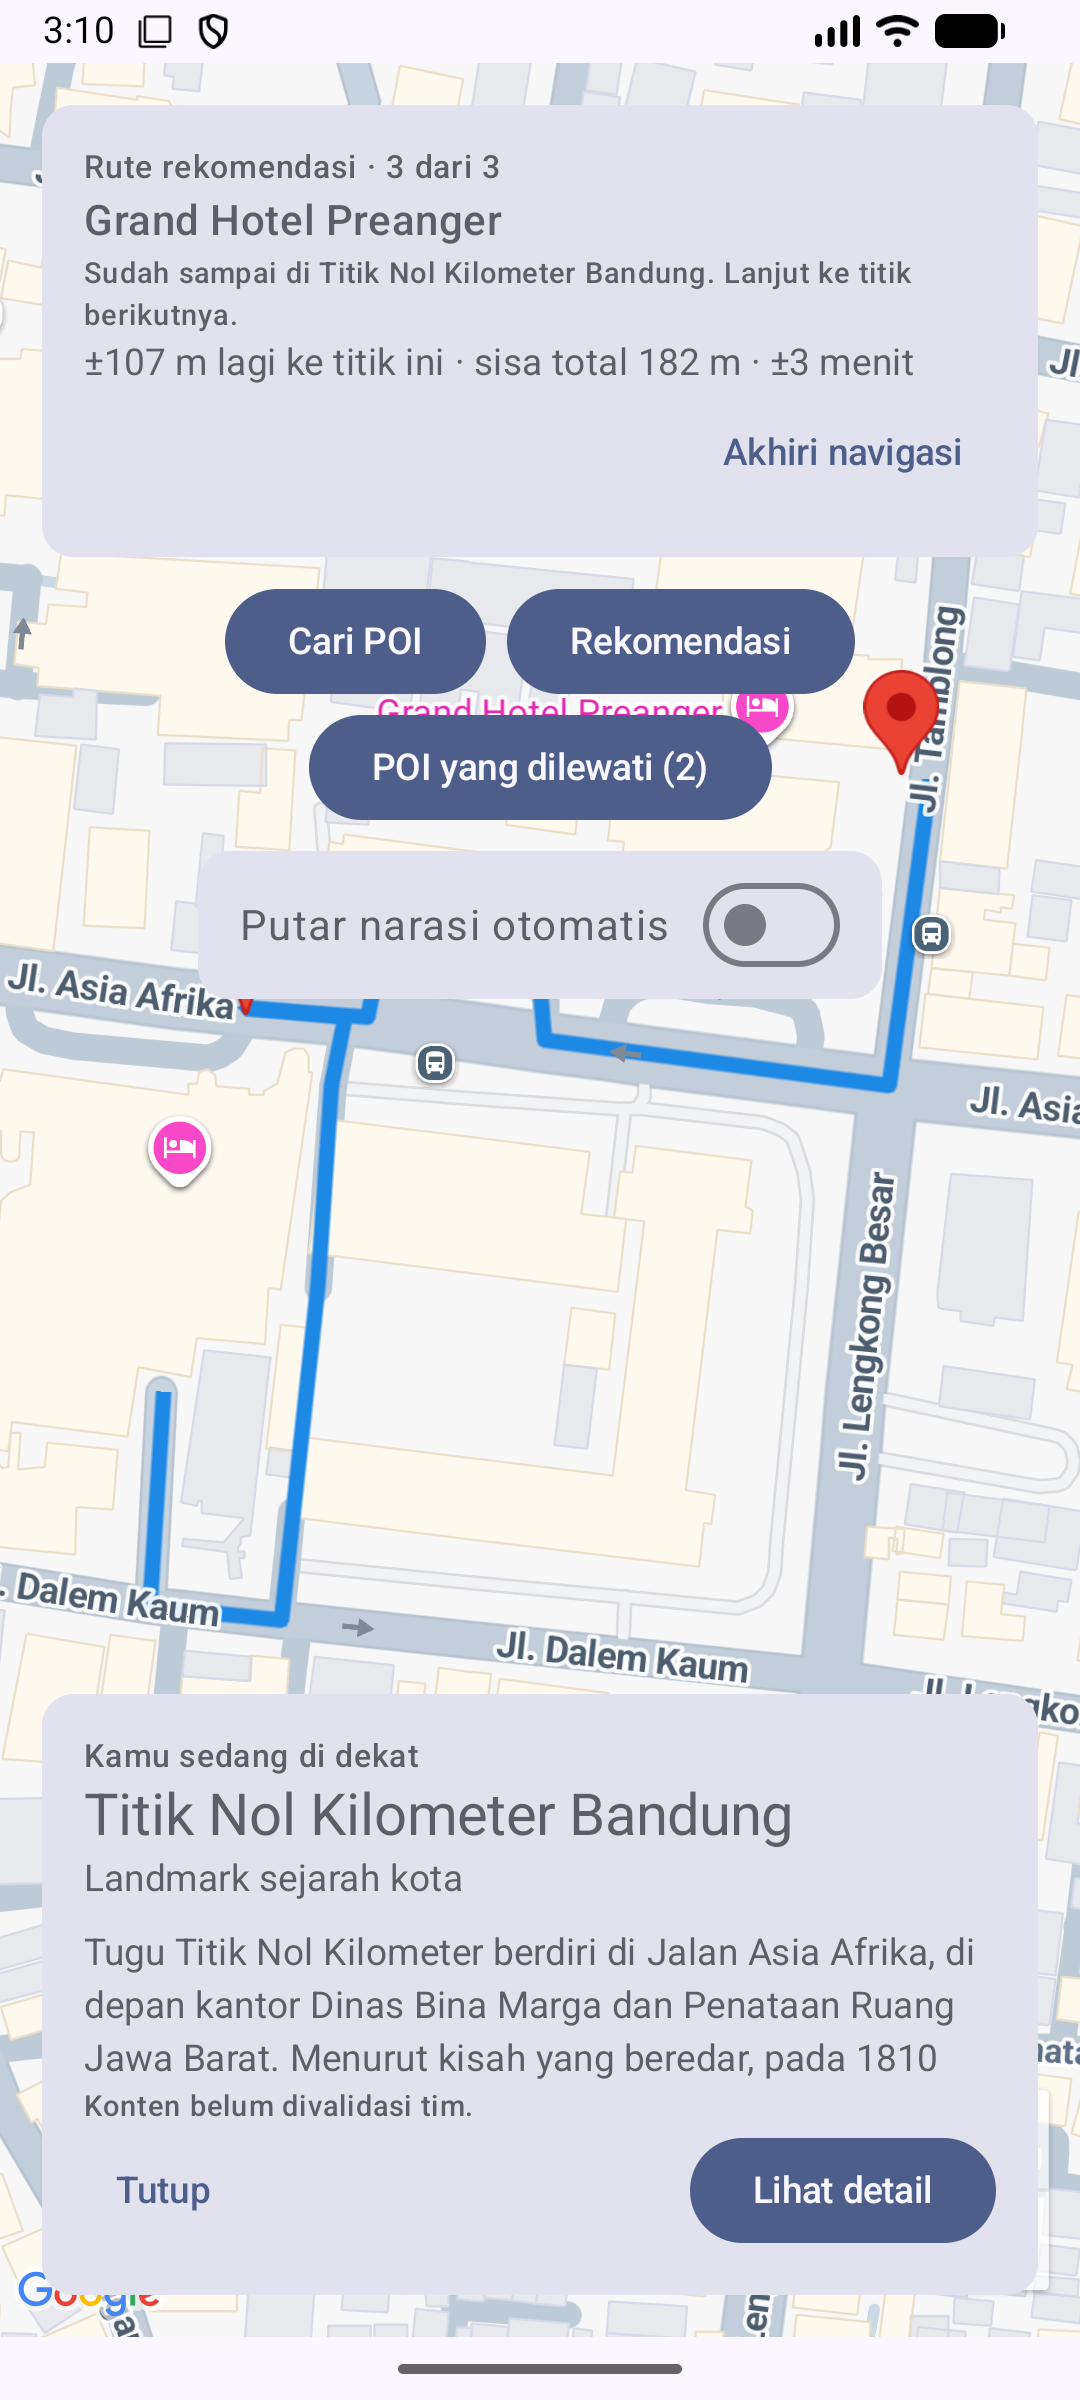 3:10
Rute rekomendasi · 3 dari 3
Grand Hotel Preanger
Sudah sampai di Titik Nol Kilometer Bandung. Lanjut ke titik
berikutnya.
±107 m lagi ke titik ini · sisa total 182 m · ±3 menit
Akhiri navigasi
Jl.
Cari POI
Rekomendasi
Jl. Tamblong
Grand Hotel Preanger
POI yang dilewati (2)
Putar narasi otomatis
Jl. Asia Afrika
Jl. Asia
Jl. Lengkong Besar
. Dalem Kaum
Jl. Dalem Kaum
Kamu sedang di dekat
Titik Nol Kilometer Bandung
Landmark sejarah kota
Tugu Titik Nol Kilometer berdiri di Jalan Asia Afrika, di
depan kantor Dinas Bina Marga dan Penataan Ruang
Jawa Barat. Menurut kisah yang beredar, pada 1810
Konten belum divalidasi tim.
Tutup
Lihat detail
Google